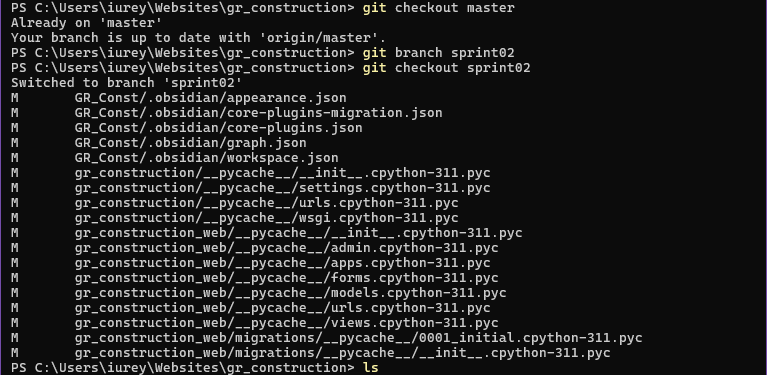 PS C:\Users\iurey\Websites\gr_construction> git checkout master
Already on 'master'
Your branch is up to date with 'origin/master'.
PS C:\Users\iurey\Websites\gr_construction> git branch sprint02
PS C:\Users\iurey\Websites\gr_construction> git checkout sprint02
Switched to branch 'sprint02'
M       GR_Const/.obsidian/appearance.json
M       GR_Const/.obsidian/core-plugins-migration.json
M       GR_Const/.obsidian/core-plugins.json
M       GR_Const/.obsidian/graph.json
M       GR_Const/.obsidian/workspace.json
M       gr_construction/__pycache__/__init__.cpython-311.pyc
M       gr_construction/__pycache__/settings.cpython-311.pyc
M       gr_construction/__pycache__/urls.cpython-311.pyc
M       gr_construction/__pycache__/wsgi.cpython-311.pyc
M       gr_construction_web/__pycache__/__init__.cpython-311.pyc
M       gr_construction_web/__pycache__/admin.cpython-311.pyc
M       gr_construction_web/__pycache__/apps.cpython-311.pyc
M       gr_construction_web/__pycache__/forms.cpython-311.pyc
M       gr_construction_web/__pycache__/models.cpython-311.pyc
M       gr_construction_web/__pycache__/urls.cpython-311.pyc
M       gr_construction_web/__pycache__/views.cpython-311.pyc
M       gr_construction_web/migrations/__pycache__/0001_initial.cpython-311.pyc
M       gr_construction_web/migrations/__pycache__/__init__.cpython-311.pyc
PS C:\Users\iurey\Websites\gr_construction> ls